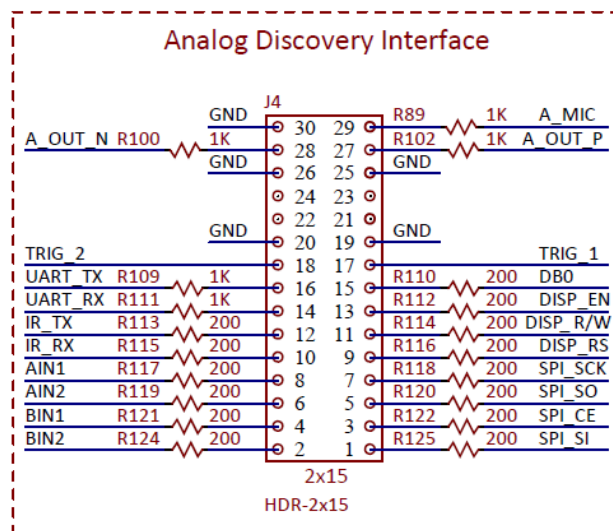 Analog Discovery Interface
J4
GND 30 29 R89 1K A_MIC
A_OUT_N R100 1K 28 27 R102 1K A_OUT_P
GND 26 25 GND
24 23
22 21
GND 20 19 GND
TRIG_2 18 17 TRIG_1
UART_TX R109 1K 16 15 R110 200 DB0
UART_RX R111 1K 14 13 R112 200 DISP_EN
IR_TX R113 200 12 11 R114 200 DISP_R/W
IR_RX R115 200 10 9 R116 200 DISP_RS
AIN1 R117 200 8 7 R118 200 SPI_SCK
AIN2 R119 200 6 5 R120 200 SPI_SO
BIN1 R121 200 4 3 R122 200 SPI_CE
BIN2 R124 200 2 1 R125 200 SPI_SI
2x15
HDR-2x15